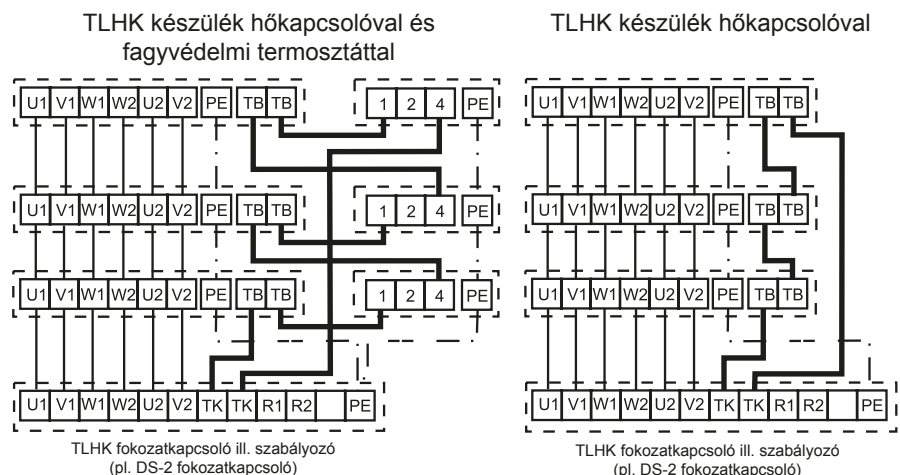 TLHK készülék hőkapcsolóval és
fagyvédelmi termosztáttal
U1 V1 W1 W2 U2 V2 PE TB TB 1 2 4 PE
U1 V1 W1 W2 U2 V2 PE TB TB 1 2 4 PE
U1 V1 W1 W2 U2 V2 PE TB TB 1 2 4 PE
U1 V1 W1 W2 U2 V2 TK TK R1 R2 PE
TLHK fokozatkapcsoló ill. szabályozó
(pl. DS-2 fokozatkapcsoló)
TLHK készülék hőkapcsolóval
U1 V1 W1 W2 U2 V2 PE TB TB
U1 V1 W1 W2 U2 V2 PE TB TB
U1 V1 W1 W2 U2 V2 PE TB TB
U1 V1 W1 W2 U2 V2 TK TK R1 R2 PE
TLHK fokozatkapcsoló ill. szabályozó
(pl. DS-2 fokozatkapcsoló)